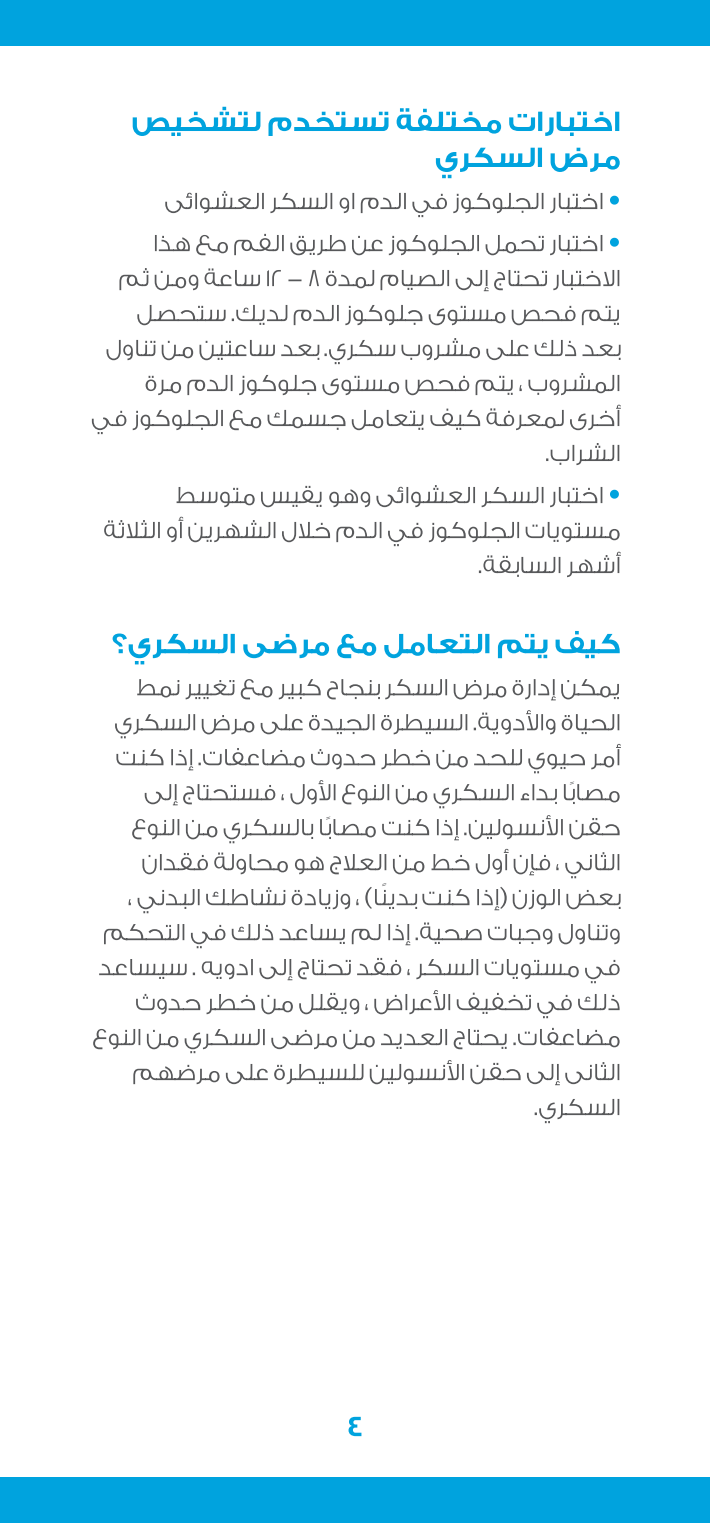 اختبارات مختلفة تستخدم لتشخيص
مرض السكري
• اختبار الجلوكوز في الدم او السكر العشوائى
• اختبار تحمل الجلوكوز عن طريق الفم مع هذا
الاختبار تحتاج إلى الصيام لمدة ٨ - ١٢ ساعة ومن ثم
يتم فحص مستوى جلوكوز الدم لديك. ستحصل
بعد ذلك على مشروب سكري. بعد ساعتين من تناول
المشروب ، يتم فحص مستوى جلوكوز الدم مرة
أخرى لمعرفة كيف يتعامل جسمك مع الجلوكوز في
الشراب.
• اختبار السكر العشوائى وهو يقيس متوسط
مستويات الجلوكوز في الدم خلال الشهرين أو الثلاثة
أشهر السابقة.
كيف يتم التعامل مع مرضى السكري؟
يمكن إدارة مرض السكر بنجاح كبير مع تغيير نمط
الحياة والأدوية. السيطرة الجيدة على مرض السكري
أمر حيوي للحد من خطر حدوث مضاعفات. إذا كنت
مصابًا بداء السكري من النوع الأول ، فستحتاج إلى
حقن الأنسولين. إذا كنت مصابًا بالسكري من النوع
الثاني ، فإن أول خط من العلاج هو محاولة فقدان
بعض الوزن (إذا كنت بدينًا) ، وزيادة نشاطك البدني ،
وتناول وجبات صحية. إذا لم يساعد ذلك في التحكم
في مستويات السكر ، فقد تحتاج إلى ادويه . سيساعد
ذلك في تخفيف الأعراض ، ويقلل من خطر حدوث
مضاعفات. يحتاج العديد من مرضى السكري من النوع
الثانى إلى حقن الأنسولين للسيطرة على مرضهم
السكري.
٤